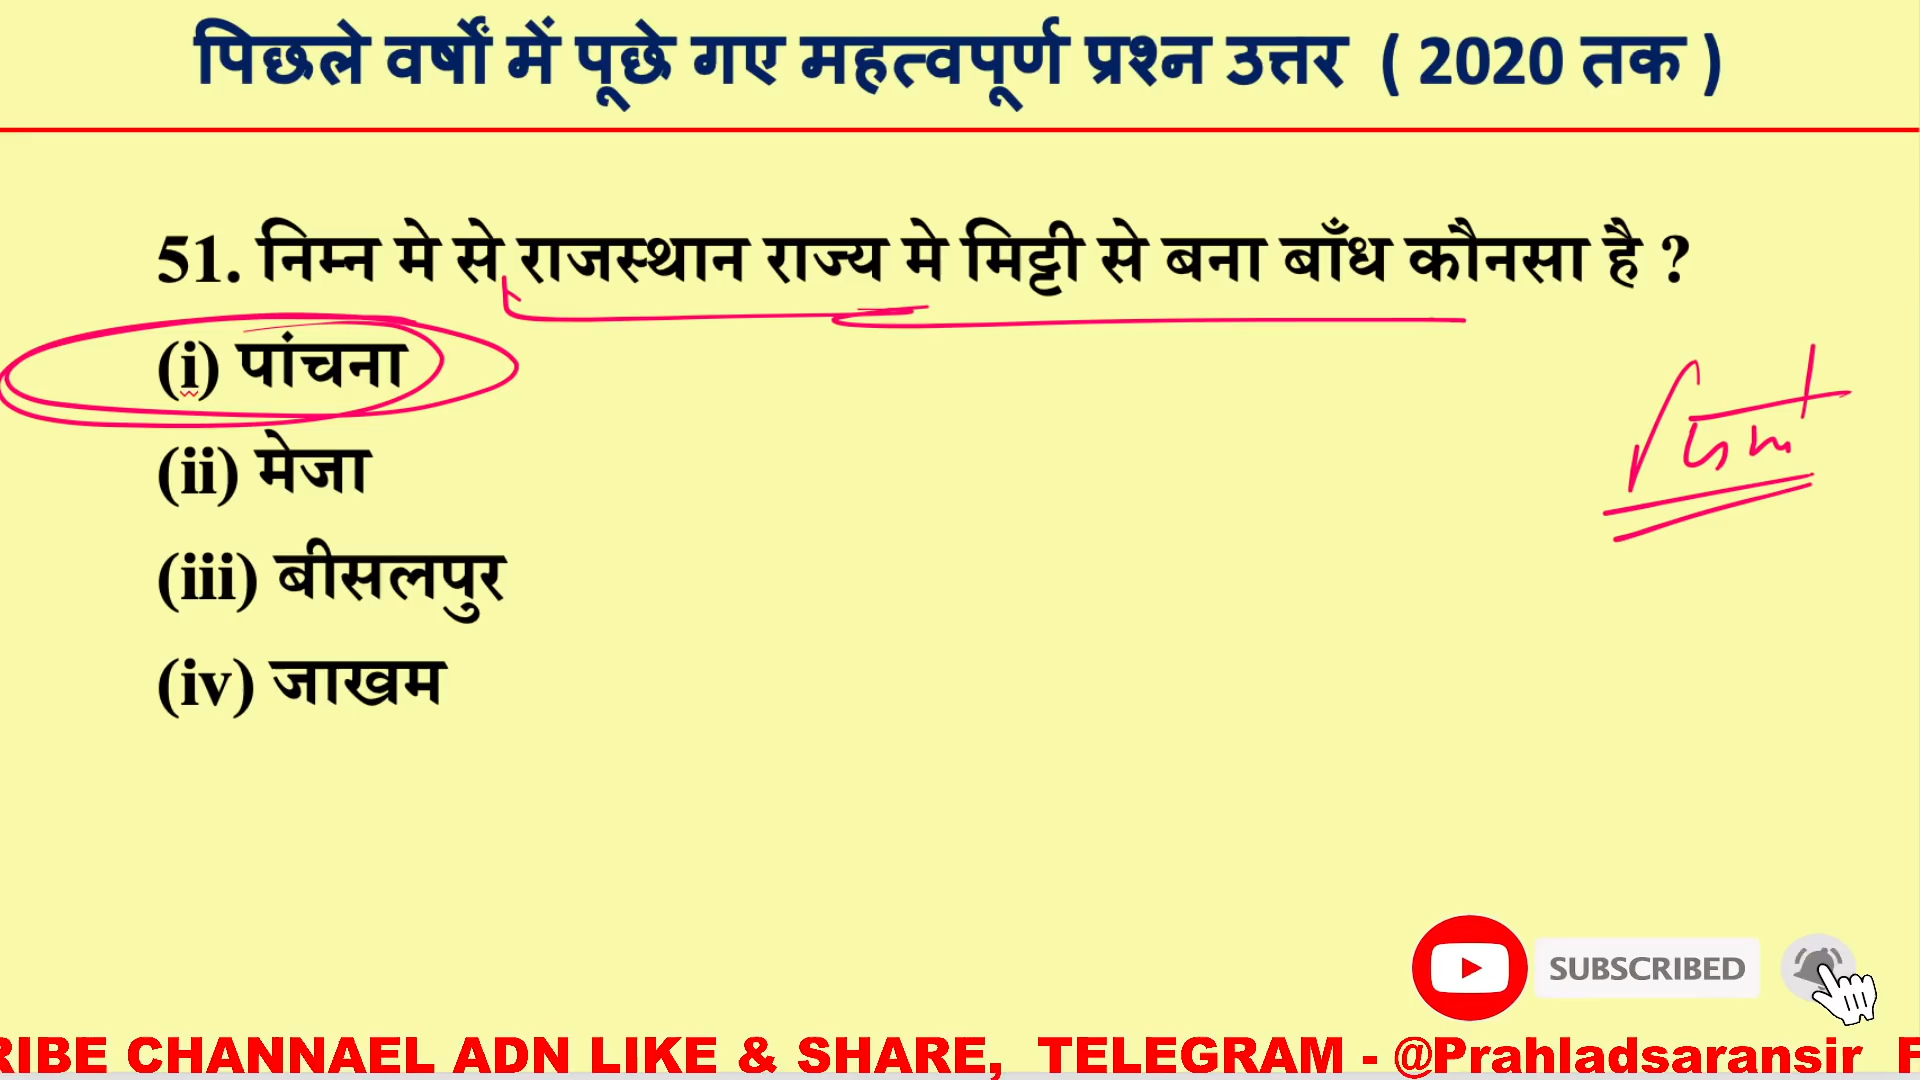 पिछले वर्षों में पूछे गए महत्वपूर्ण प्रश्न उत्तर ( 2020 तक )
51. निम्न मे से राजस्थान राज्य मे मिट्टी से बना बाँध कौनसा है ?
(i) पांचना
(ii) मेजा
(iii) बीसलपुर
(iv) जाखम
SUBSCRIBED
RIBE CHANNAEL ADN LIKE & SHARE, TELEGRAM - @Prahladsaransir F